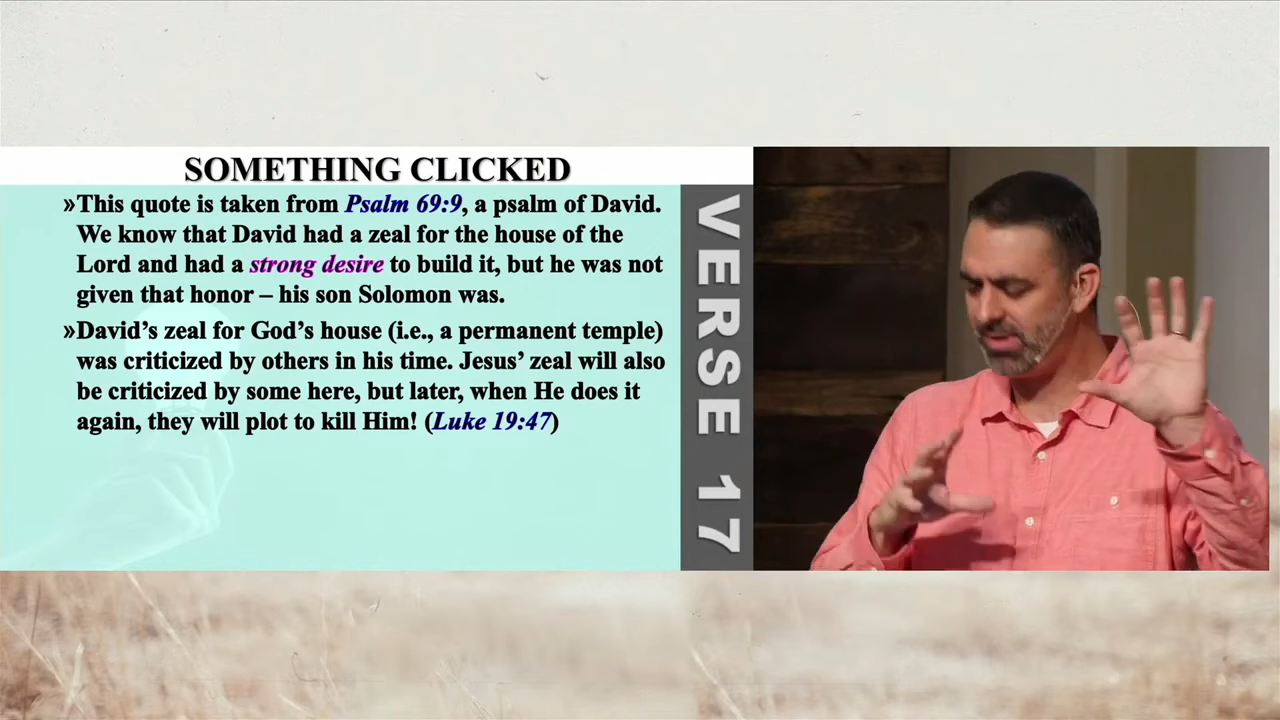 SOMETHING CLICKED
»This quote is taken from Psalm 69:9, a psalm of David.
We know that David had a zeal for the house of the
Lord and had a strong desire to build it, but he was not
given that honor – his son Solomon was.
»David’s zeal for God’s house (i.e., a permanent temple)
was criticized by others in his time. Jesus’ zeal will also
be criticized by some here, but later, when He does it
again, they will plot to kill Him! (Luke 19:47)
VERSE 17